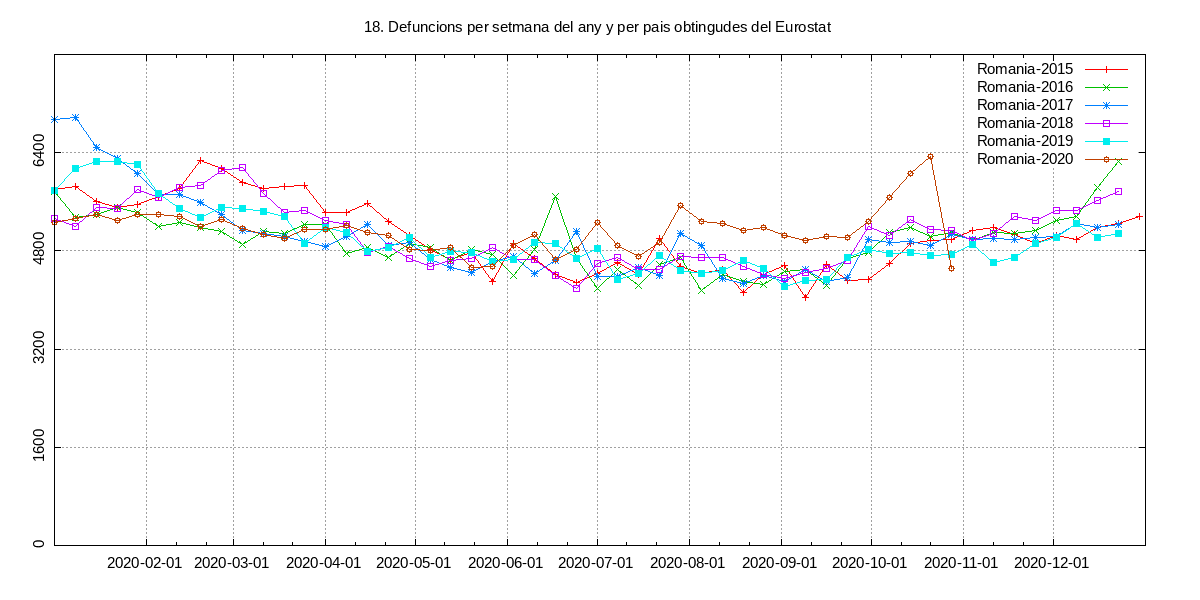 18. Defuncions per setmana del any y per pais obtingudes del Eurostat
Romania-2015
Romania-2016
Romania-2017
Romania-2018
Romania-2019
Romania-2020
6400
4800
3200
1600
0
2020-02-01
2020-03-01
2020-04-01
2020-05-01
2020-06-01
2020-07-01
2020-08-01
2020-09-01
2020-10-01
2020-11-01
2020-12-01